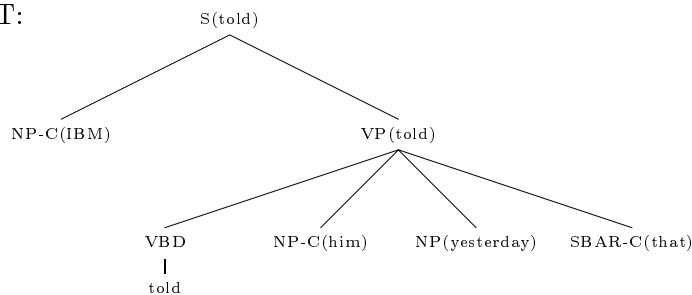 T:
S(told)
NP-C(IBM) VP(told)
VBD NP-C(him) NP(yesterday) SBAR-C(that)
told